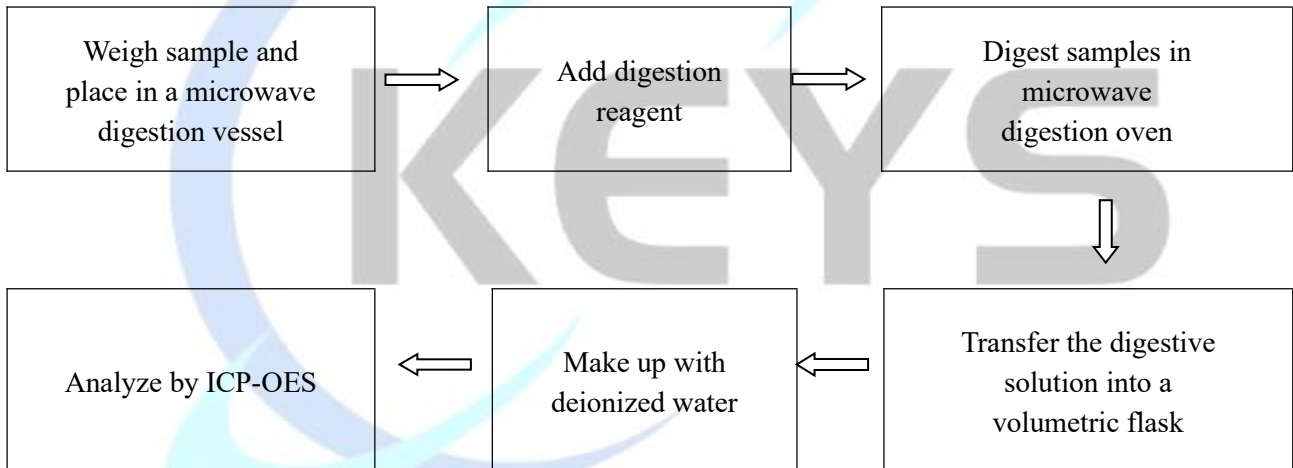 Weigh sample and
place in a microwave
digestion vessel
Add digestion
reagent
Digest samples in
microwave
digestion oven
Transfer the digestive
solution into a
volumetric flask
Make up with
deionized water
Analyze by ICP-OES
KEYS